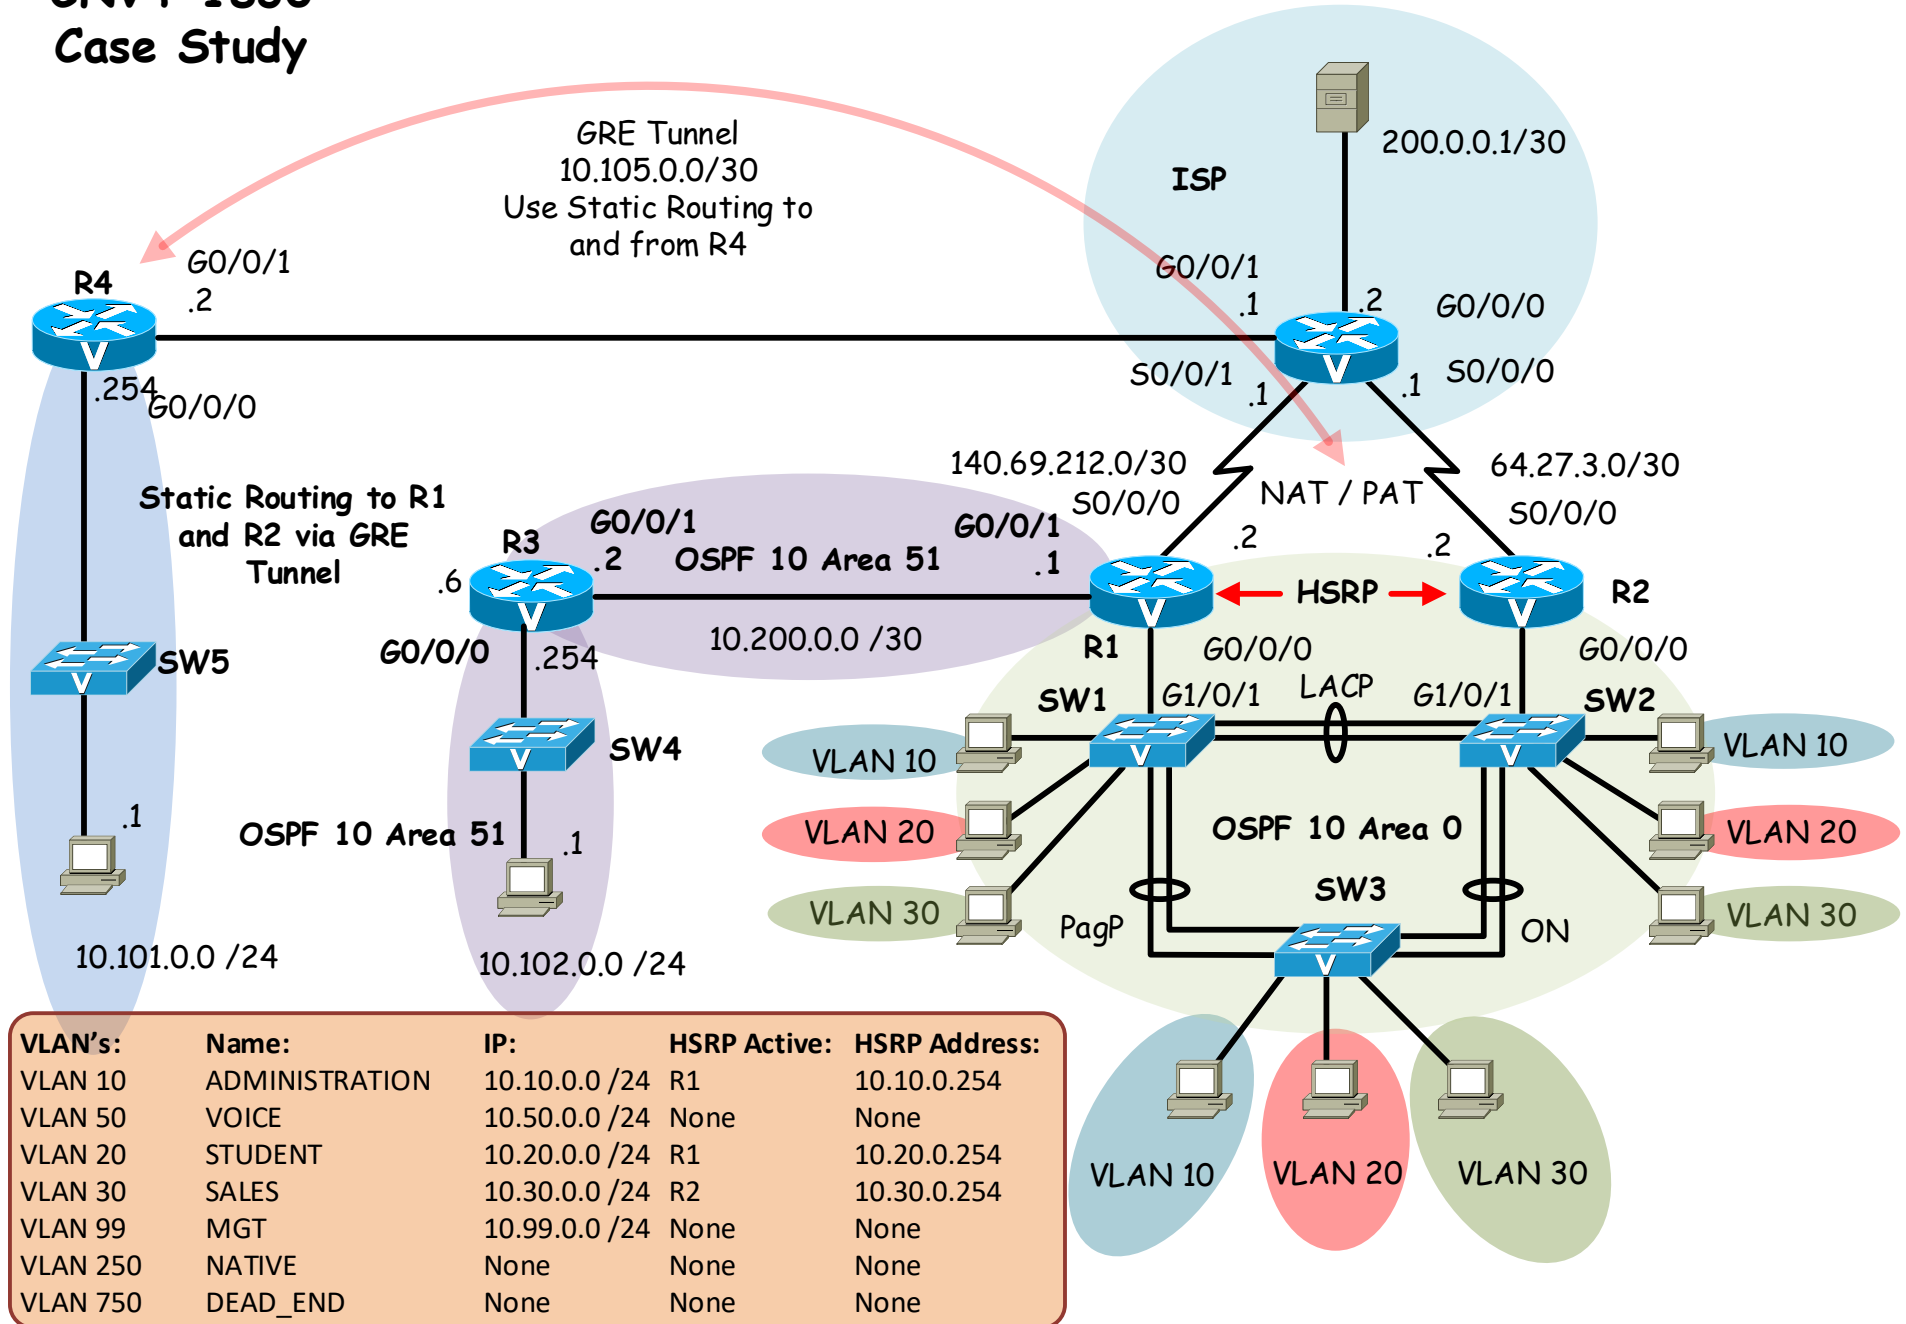 Case Study
GRE Tunnel
10.105.0.0/30
Use Static Routing to
and from R4
200.0.0.1/30
ISP
G0/0/1
.1
.2
G0/0/0
S0/0/1
.1
.1
S0/0/0
R4
G0/0/1
.2
.254
G0/0/0
140.69.212.0/30
S0/0/0
NAT / PAT
64.27.3.0/30
S0/0/0
.2
.2
Static Routing to R1
and R2 via GRE
Tunnel
R3
.6
G0/0/1
.2
OSPF 10 Area 51
G0/0/1
.1
10.200.0.0 /30
HSRP
R1
R2
G0/0/0
G0/0/0
G0/0/0
.254
SW5
SW4
SW1
G1/0/1
LACP
G1/0/1
SW2
VLAN 10
VLAN 10
VLAN 20
OSPF 10 Area 0
VLAN 20
VLAN 30
SW3
VLAN 30
PagP
ON
.1
OSPF 10 Area 51
.1
10.101.0.0 /24
10.102.0.0 /24
VLAN 10
VLAN 20
VLAN 30
VLAN's: Name: IP: HSRP Active: HSRP Address:
VLAN 10 ADMINISTRATION 10.10.0.0 /24 R1 10.10.0.254
VLAN 50 VOICE 10.50.0.0 /24 None None
VLAN 20 STUDENT 10.20.0.0 /24 R1 10.20.0.254
VLAN 30 SALES 10.30.0.0 /24 R2 10.30.0.254
VLAN 99 MGT 10.99.0.0 /24 None None
VLAN 250 NATIVE None None None
VLAN 750 DEAD_END None None None